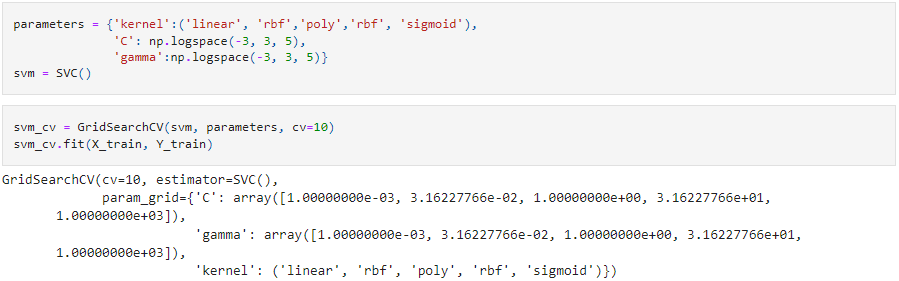 parameters = {'kernel':('linear', 'rbf','poly','rbf', 'sigmoid'),
              'C': np.logspace(-3, 3, 5),
              'gamma':np.logspace(-3, 3, 5)}
svm = SVC()
svm_cv = GridSearchCV(svm, parameters, cv=10)
svm_cv.fit(X_train, Y_train)
GridSearchCV(cv=10, estimator=SVC(),
             param_grid={'C': array([1.00000000e-03, 3.16227766e-02, 1.00000000e+00, 3.16227766e+01,
       1.00000000e+03]),
                         'gamma': array([1.00000000e-03, 3.16227766e-02, 1.00000000e+00, 3.16227766e+01,
       1.00000000e+03]),
                         'kernel': ('linear', 'rbf', 'poly', 'rbf', 'sigmoid')})